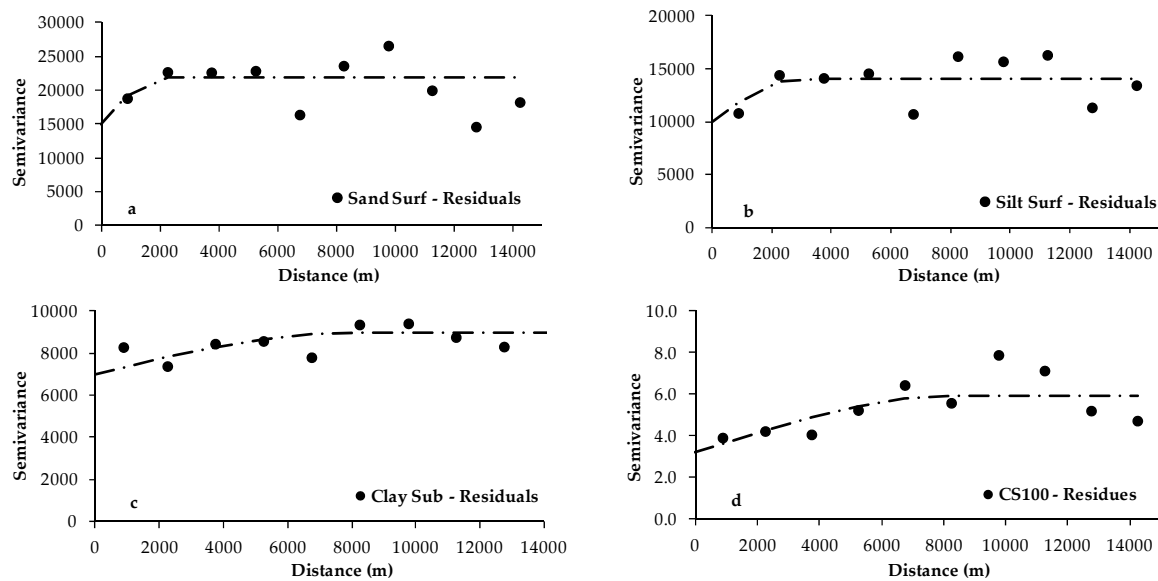 30000
25000
20000
15000
10000
5000
0
Semivariance
a
Sand Surf - Residuals
0 2000 4000 6000 8000 10000 12000 14000
Distance (m)
20000
15000
10000
5000
0
Semivariance
b
Silt Surf - Residuals
0 2000 4000 6000 8000 10000 12000 14000
Distance (m)
10000
8000
6000
4000
2000
0
Semivariance
c
Clay Sub - Residuals
0 2000 4000 6000 8000 10000 12000 14000
Distance (m)
10.0
8.0
6.0
4.0
2.0
0.0
Semivariance
d
CS100 - Residues
0 2000 4000 6000 8000 10000 12000 14000
Distance (m)